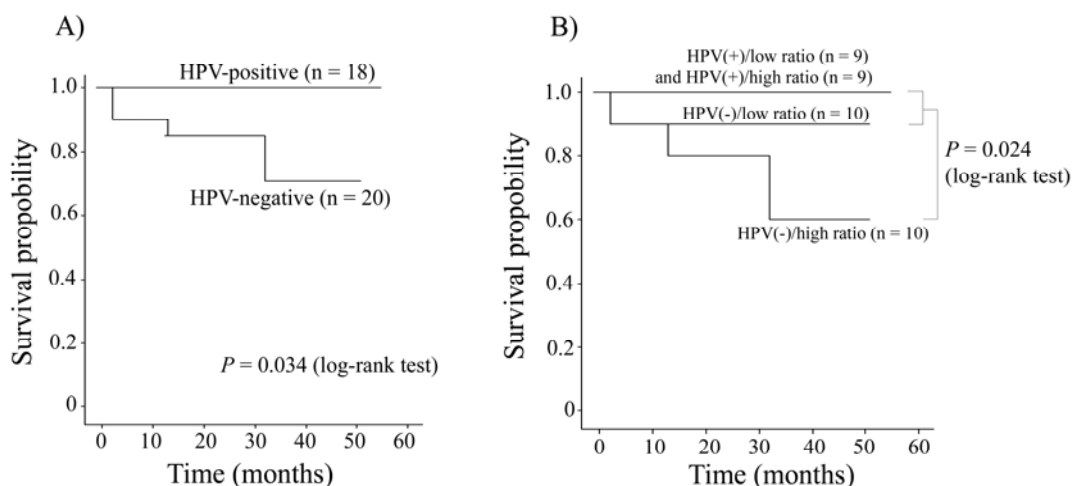 A)
HPV-positive (n = 18)
HPV-negative (n = 20)
P = 0.034 (log-rank test)
1.0
0.8
0.6
0.4
0.2
0
Survival propobility
0 10 20 30 40 50 60
Time (months)
B)
HPV(+)/low ratio (n = 9)
and HPV(+)/high ratio (n = 9)
HPV(-)/low ratio (n = 10)
HPV(-)/high ratio (n = 10)
P = 0.024
(log-rank test)
1.0
0.8
0.6
0.4
0.2
0
Survival propobility
0 10 20 30 40 50 60
Time (months)